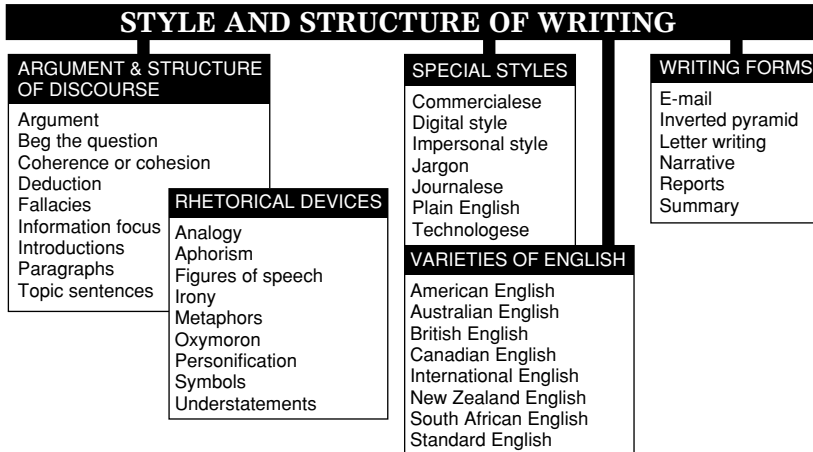 STYLE AND STRUCTURE OF WRITING
ARGUMENT & STRUCTURE
OF DISCOURSE
Argument
Beg the question
Coherence or cohesion
Deduction
Fallacies
Information focus
Introductions
Paragraphs
Topic sentences
RHETORICAL DEVICES
Analogy
Aphorism
Figures of speech
Irony
Metaphors
Oxymoron
Personification
Symbols
Understatements
SPECIAL STYLES
Commercialese
Digital style
Impersonal style
Jargon
Journalese
Plain English
Technologese
VARIETIES OF ENGLISH
American English
Australian English
British English
Canadian English
International English
New Zealand English
South African English
Standard English
WRITING FORMS
E-mail
Inverted pyramid
Letter writing
Narrative
Reports
Summary